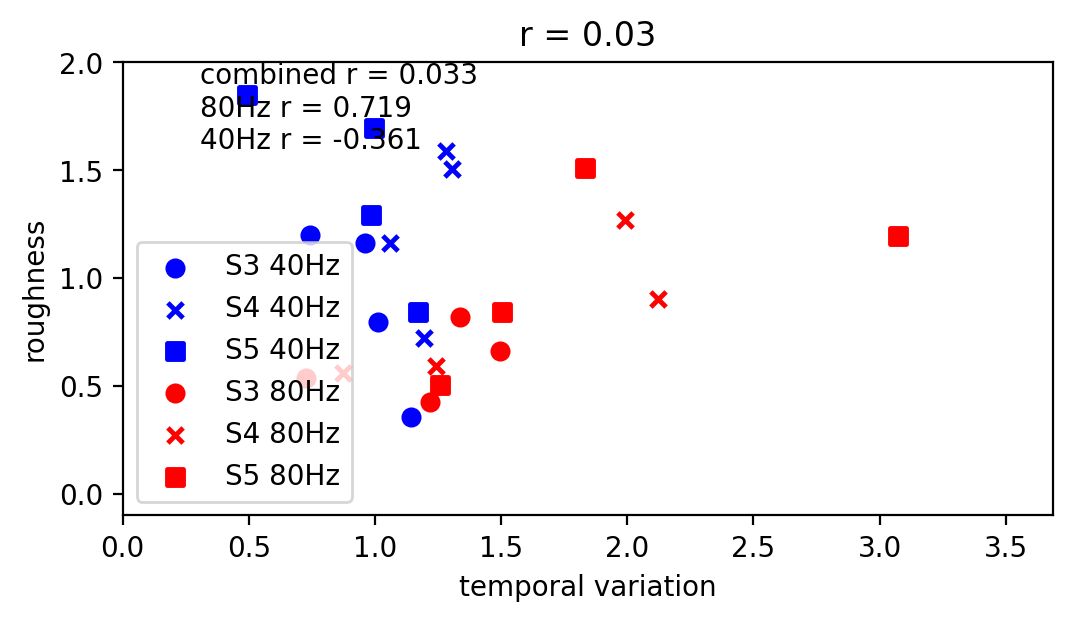 r = 0.03
combined r = 0.033
80Hz r = 0.719
40Hz r = -0.361
roughness
2.0
1.5
1.0
0.5
0.0
S3 40Hz
S4 40Hz
S5 40Hz
S3 80Hz
S4 80Hz
S5 80Hz
0.0 0.5 1.0 1.5 2.0 2.5 3.0 3.5
temporal variation